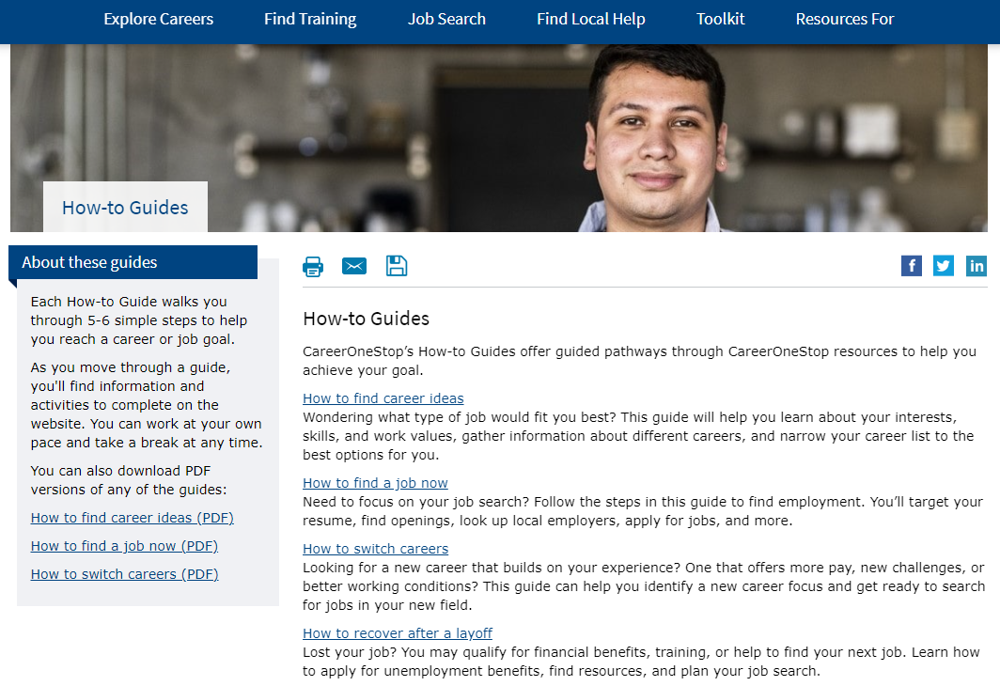 Explore Careers Find Training Job Search Find Local Help Toolkit Resources For
How-to Guides
About these guides
Each How-to Guide walks you
through 5-6 simple steps to help
you reach a career or job goal.
As you move through a guide,
you'll find information and
activities to complete on the
website. You can work at your own
pace and take a break at any time.
You can also download PDF
versions of any of the guides:
How to find career ideas (PDF)
How to find a job now (PDF)
How to switch careers (PDF)
f in
How-to Guides
CareerOneStop’s How-to Guides offer guided pathways through CareerOneStop resources to help you
achieve your goal.
How to find career ideas
Wondering what type of job would fit you best? This guide will help you learn about your interests,
skills, and work values, gather information about different careers, and narrow your career list to the
best options for you.
How to find a job now
Need to focus on your job search? Follow the steps in this guide to find employment. You’ll target your
resume, find openings, look up local employers, apply for jobs, and more.
How to switch careers
Looking for a new career that builds on your experience? One that offers more pay, new challenges, or
better working conditions? This guide can help you identify a new career focus and get ready to search
for jobs in your new field.
How to recover after a layoff
Lost your job? You may qualify for financial benefits, training, or help to find your next job. Learn how
to apply for unemployment benefits, find resources, and plan your job search.